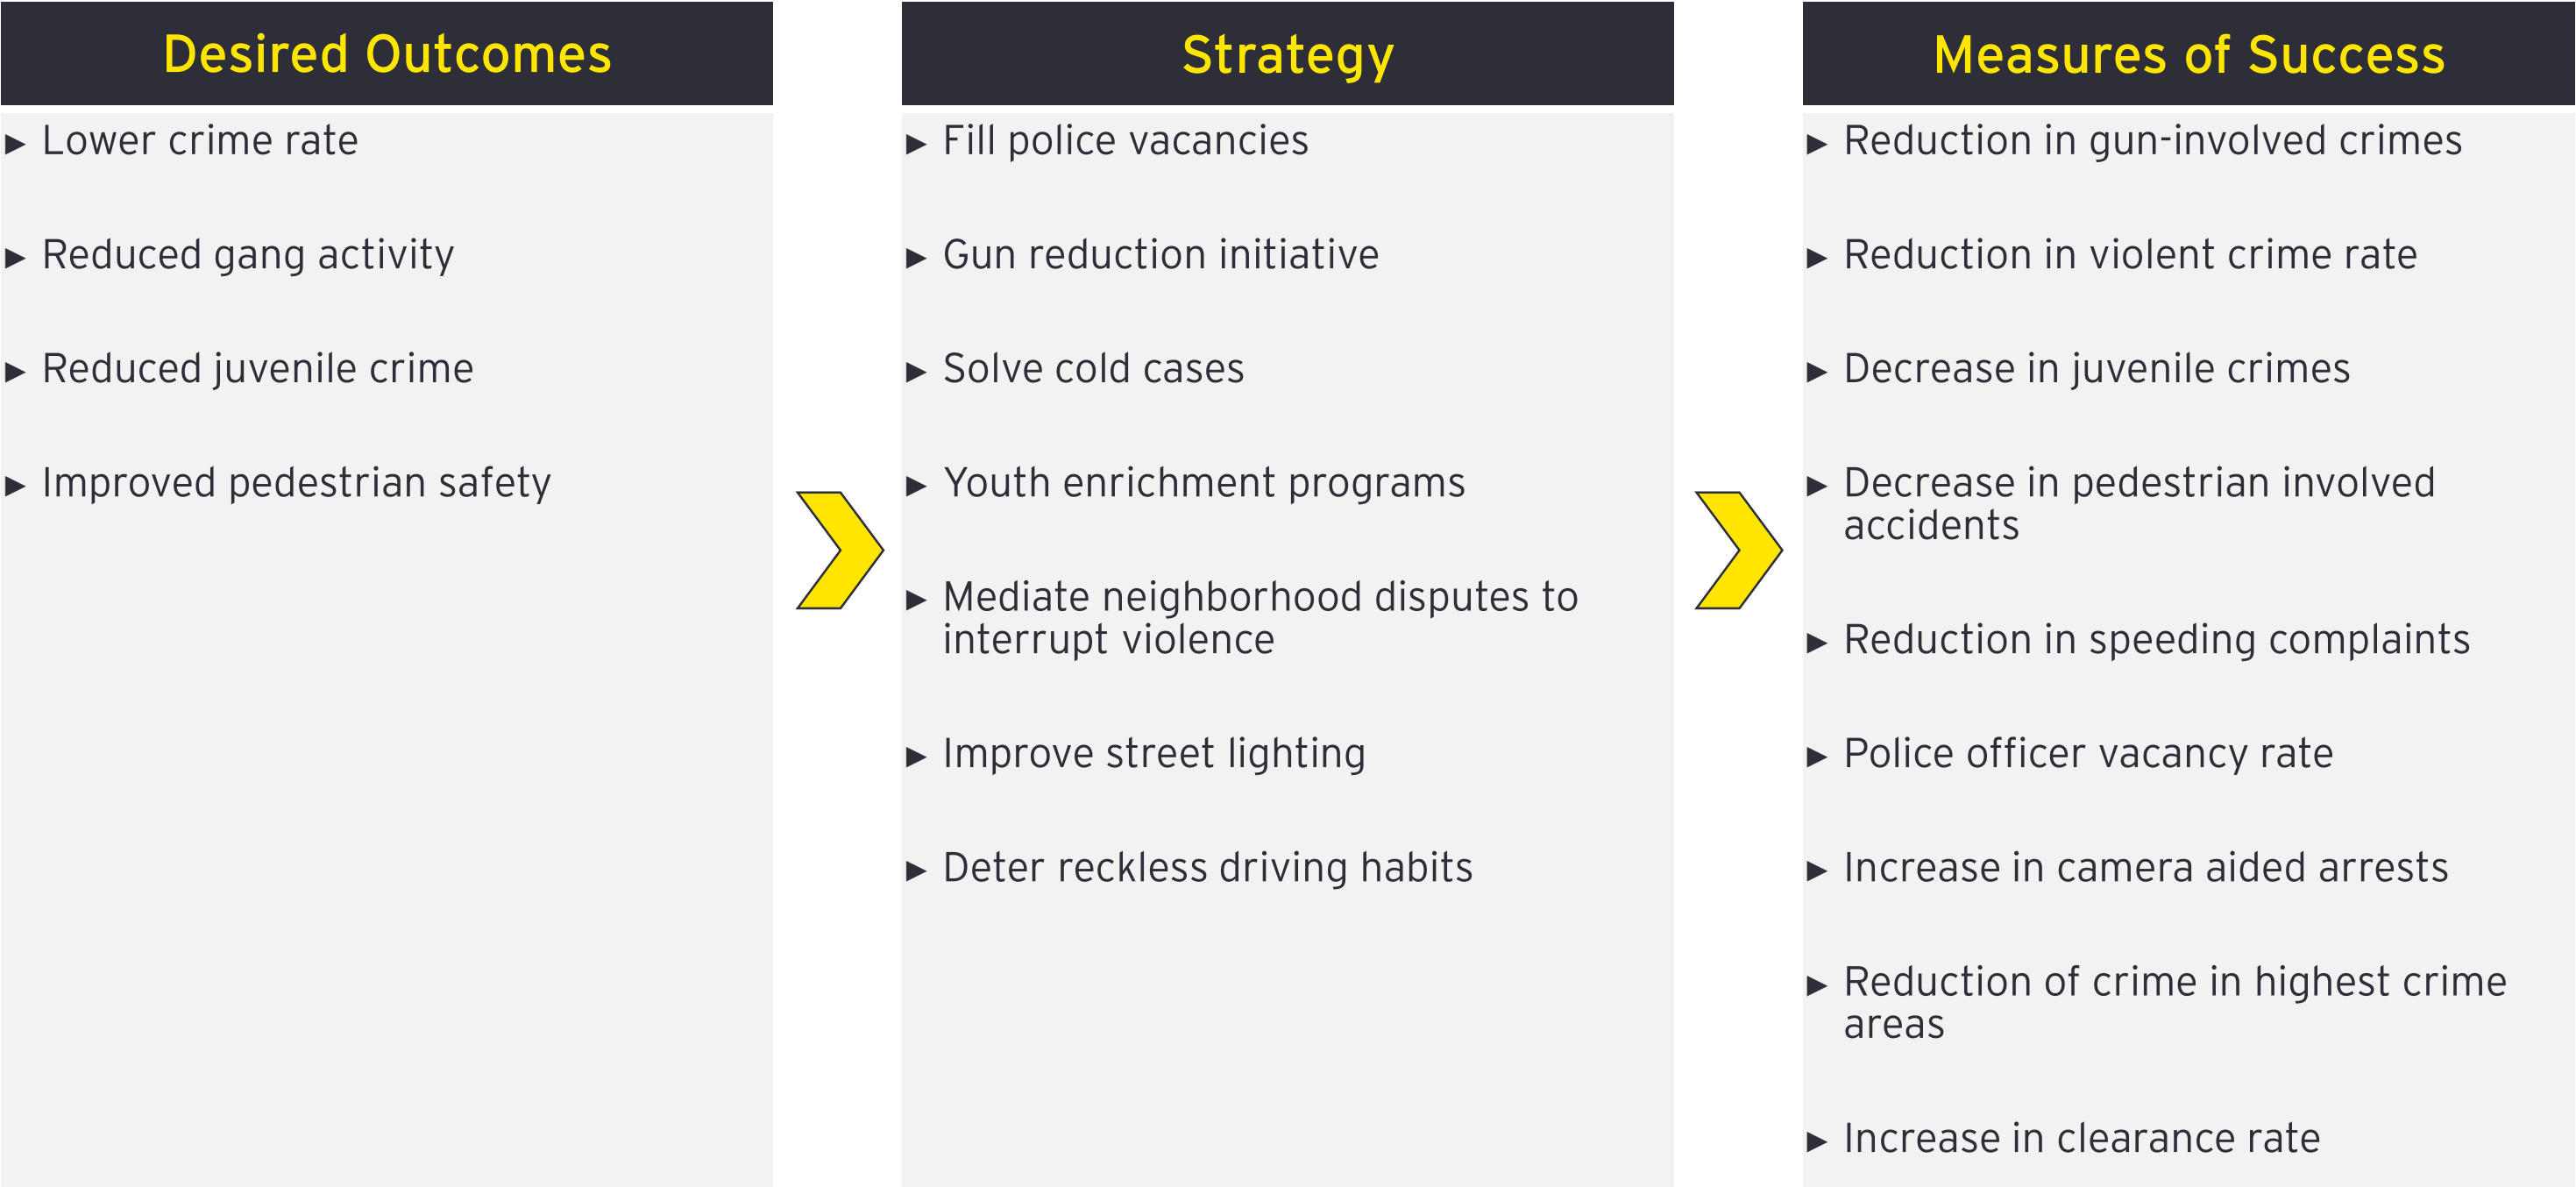 Desired Outcomes
► Lower crime rate
► Reduced gang activity
► Reduced juvenile crime
► Improved pedestrian safety
Strategy
► Fill police vacancies
► Gun reduction initiative
► Solve cold cases
► Youth enrichment programs
► Mediate neighborhood disputes to
interrupt violence
► Improve street lighting
► Deter reckless driving habits
Measures of Success
► Reduction in gun-involved crimes
► Reduction in violent crime rate
► Decrease in juvenile crimes
► Decrease in pedestrian involved
accidents
► Reduction in speeding complaints
► Police officer vacancy rate
► Increase in camera aided arrests
► Reduction of crime in highest crime
areas
► Increase in clearance rate